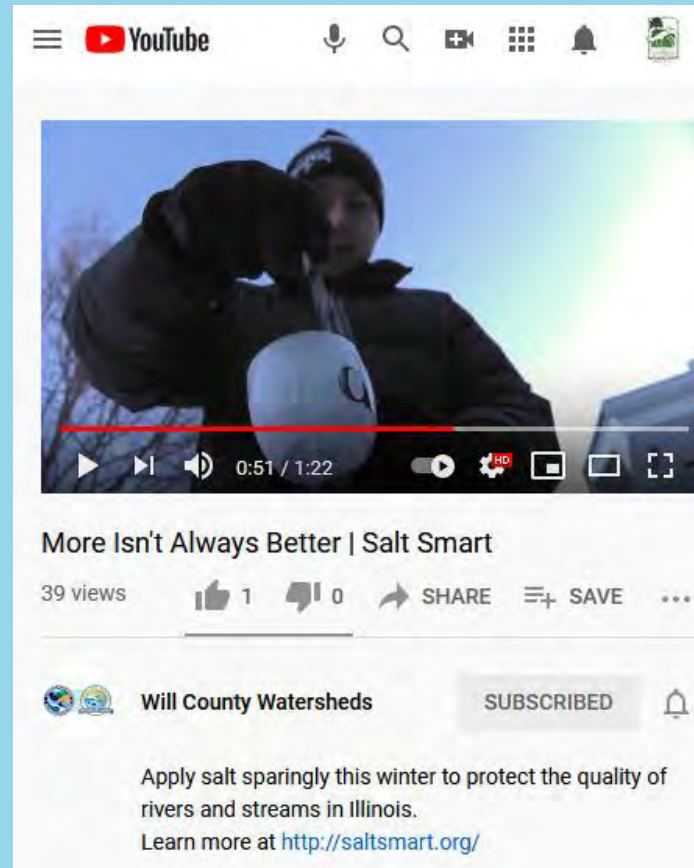 YouTube
0:51 / 1:22
HD
More Isn't Always Better | Salt Smart
39 views 1 0 SHARE SAVE
Will County Watersheds SUBSCRIBED
Apply salt sparingly this winter to protect the quality of
rivers and streams in Illinois.
Learn more at http://saltsmart.org/